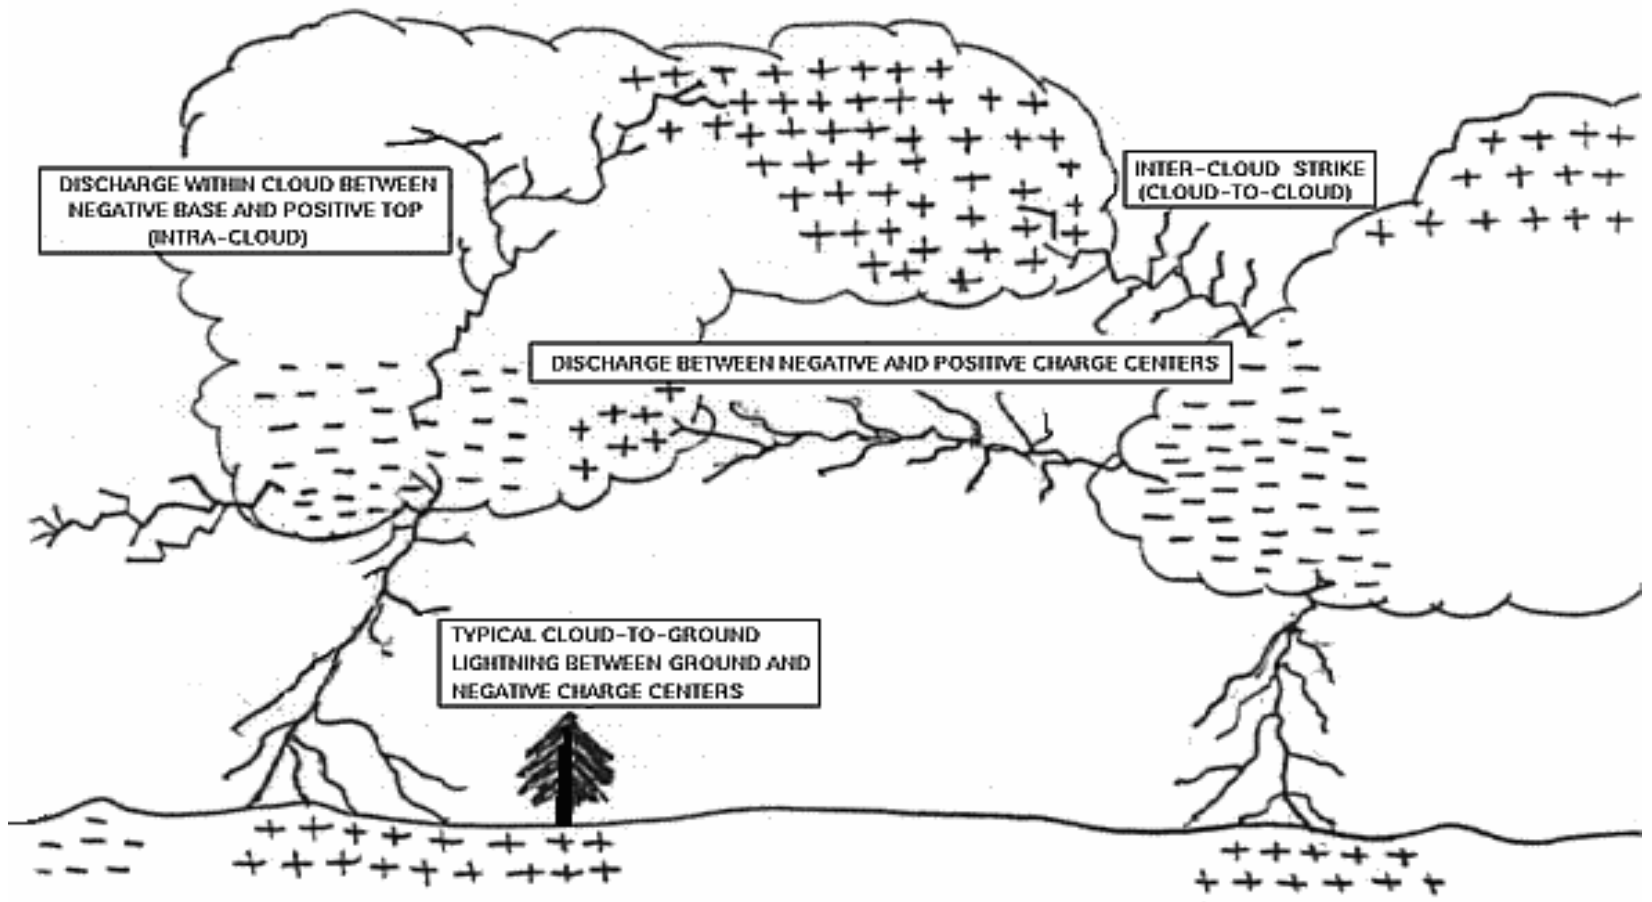 DISCHARGE WITHIN CLOUD BETWEEN
NEGATIVE BASE AND POSITIVE TOP
(INTRA-CLOUD)
INTER-CLOUD STRIKE
(CLOUD-TO-CLOUD)
DISCHARGE BETWEEN NEGATIVE AND POSITIVE CHARGE CENTERS
TYPICAL CLOUD-TO-GROUND
LIGHTNING BETWEEN GROUND AND
NEGATIVE CHARGE CENTERS